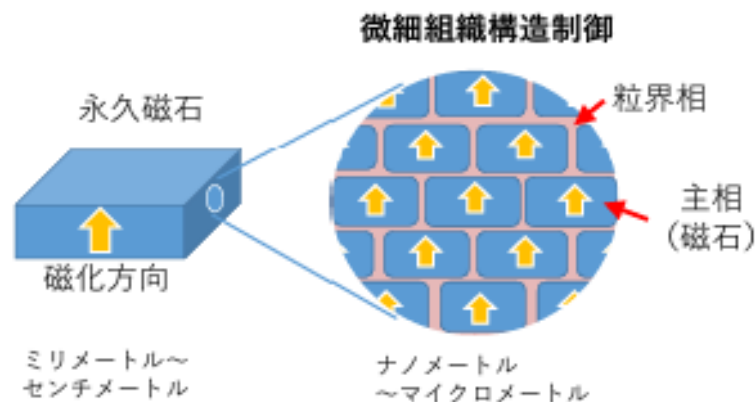 微細組織構造制御
永久磁石
粒界相
主相
（磁石）
磁化方向
ミリメートル～
センチメートル
ナノメートル
～マイクロメートル